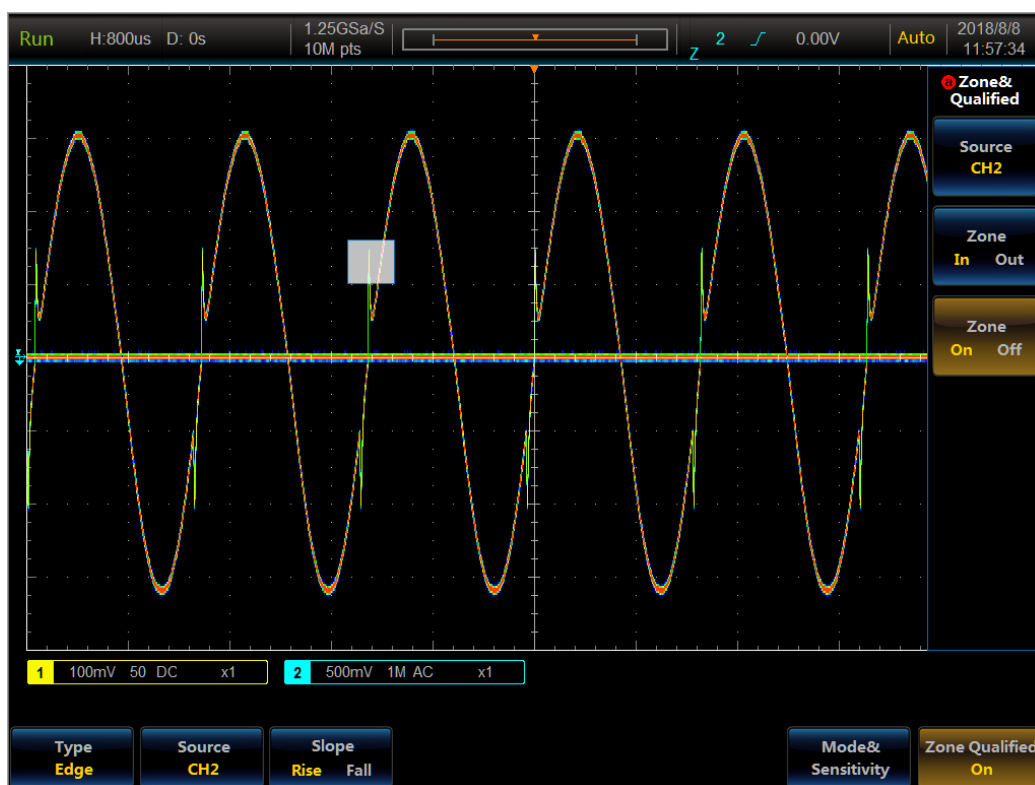 Run H:800us D: 0s 1.25GSa/S 10M pts Z 2 0.00V Auto 2018/8/8 11:57:34
a Zone&
Qualified
Source
CH2
Zone
In Out
Zone
On Off
1 100mV 50 DC x1 2 500mV 1M AC x1
Type
Edge
Source
CH2
Slope
Rise Fall
Mode&
Sensitivity
Zone Qualified
On